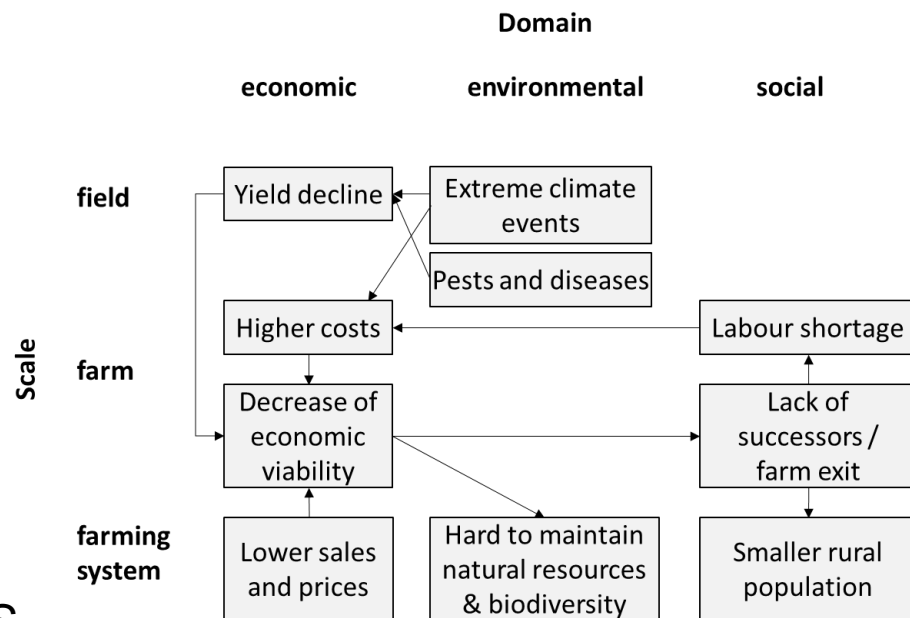 Domain
economic
environmental
social
field
Yield decline
Extreme climate
events
Pests and diseases
Scale
farm
Higher costs
Labour shortage
Decrease of
economic
viability
Lack of
successors /
farm exit
farming
system
Lower sales
and prices
Hard to maintain
natural resources
& biodiversity
Smaller rural
population